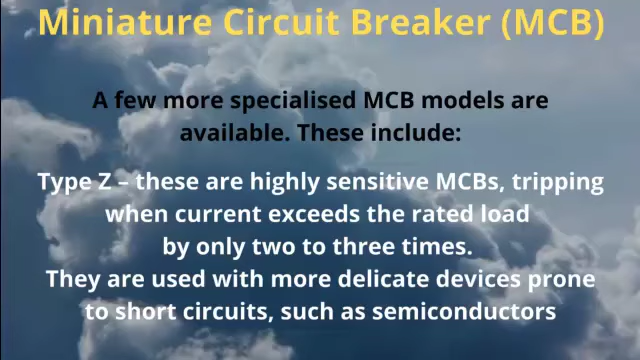 Miniature Circuit Breaker (MCB)
A few more specialised MCB models are
available. These include:
Type Z – these are highly sensitive MCBs, tripping
when current exceeds the rated load
by only two to three times.
They are used with more delicate devices prone
to short circuits, such as semiconductors